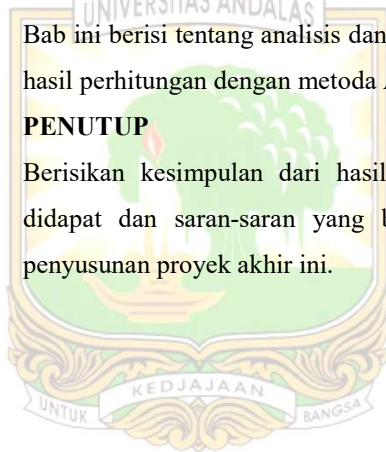 UNIVERSITAS ANDALAS
Bab ini berisi tentang analisis dan
hasil perhitungan dengan metoda
PENUTUP
Berisikan kesimpulan dari hasil
didapat dan saran-saran yang
penyusunan proyek akhir ini.
KEDJAJAAN
UNTUK BANGSA